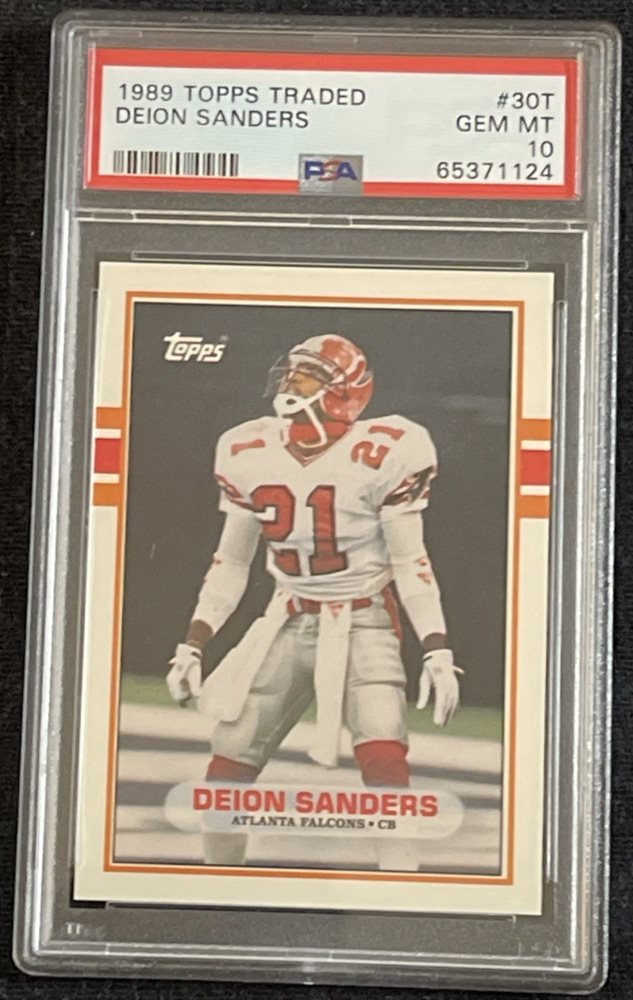 1989 TOPPS TRADED #30T
DEION SANDERS GEM MT
10
PSA 65371124
Topps
21
21
DEION SANDERS
ATLANTA FALCONS • CB